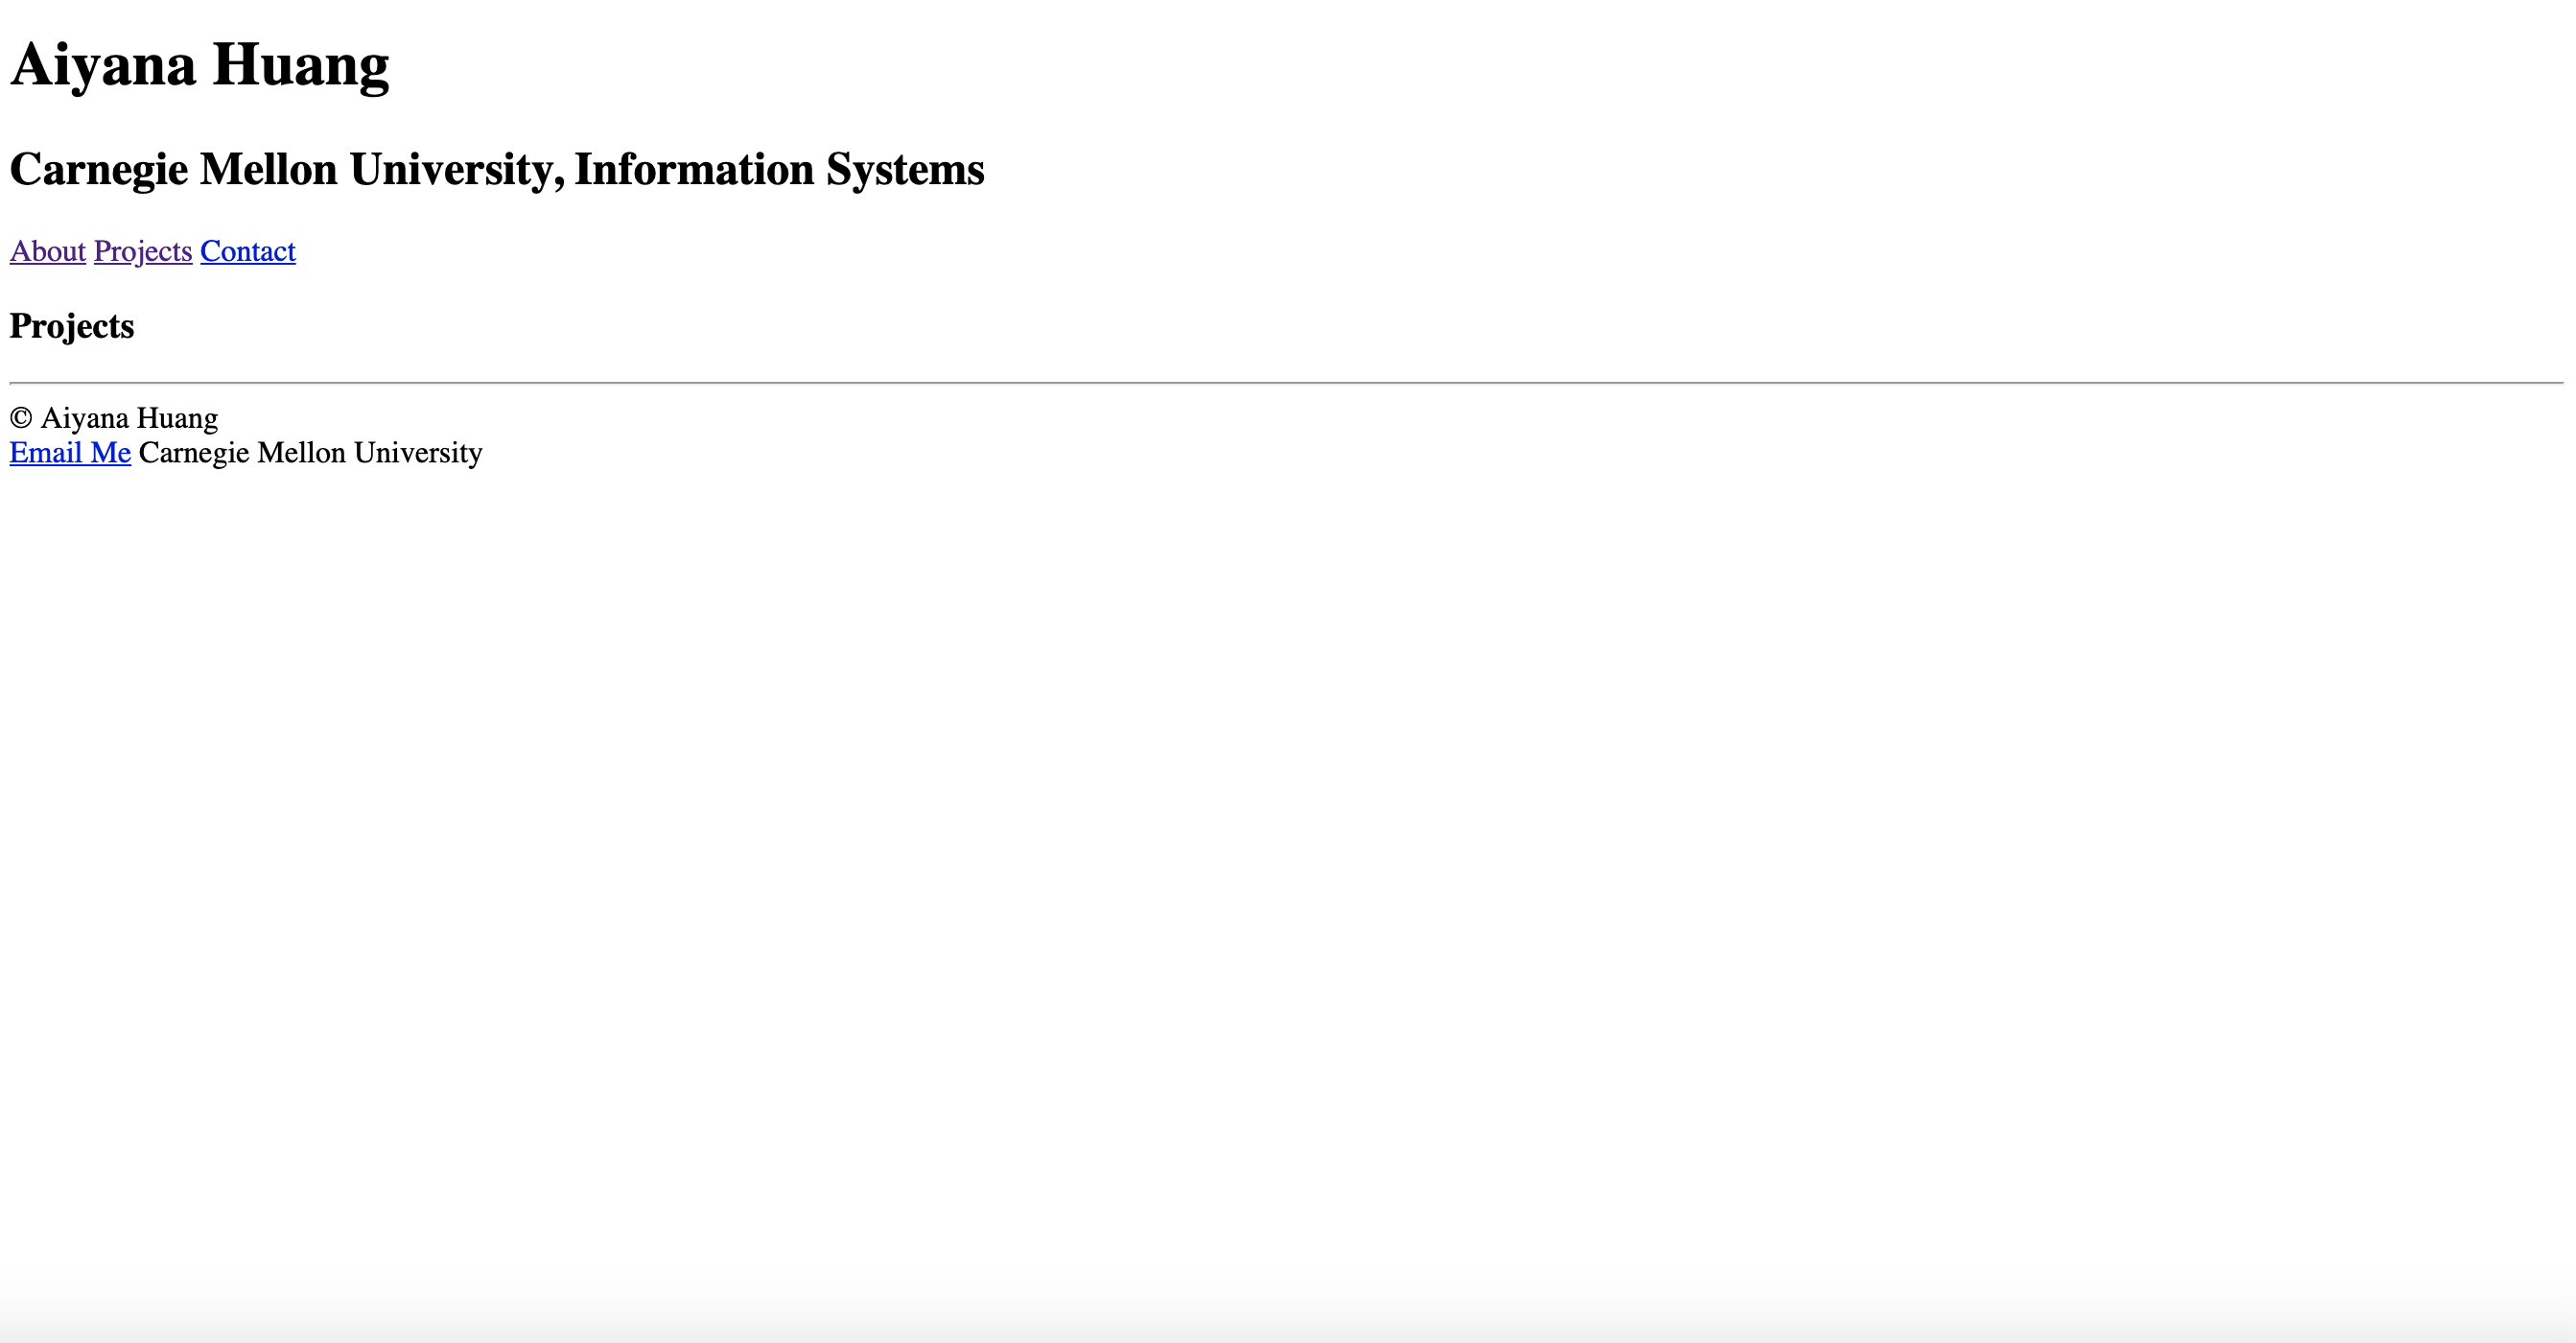 Aiyana Huang
Carnegie Mellon University, Information Systems
About Projects Contact
Projects
© Aiyana Huang
Email Me Carnegie Mellon University